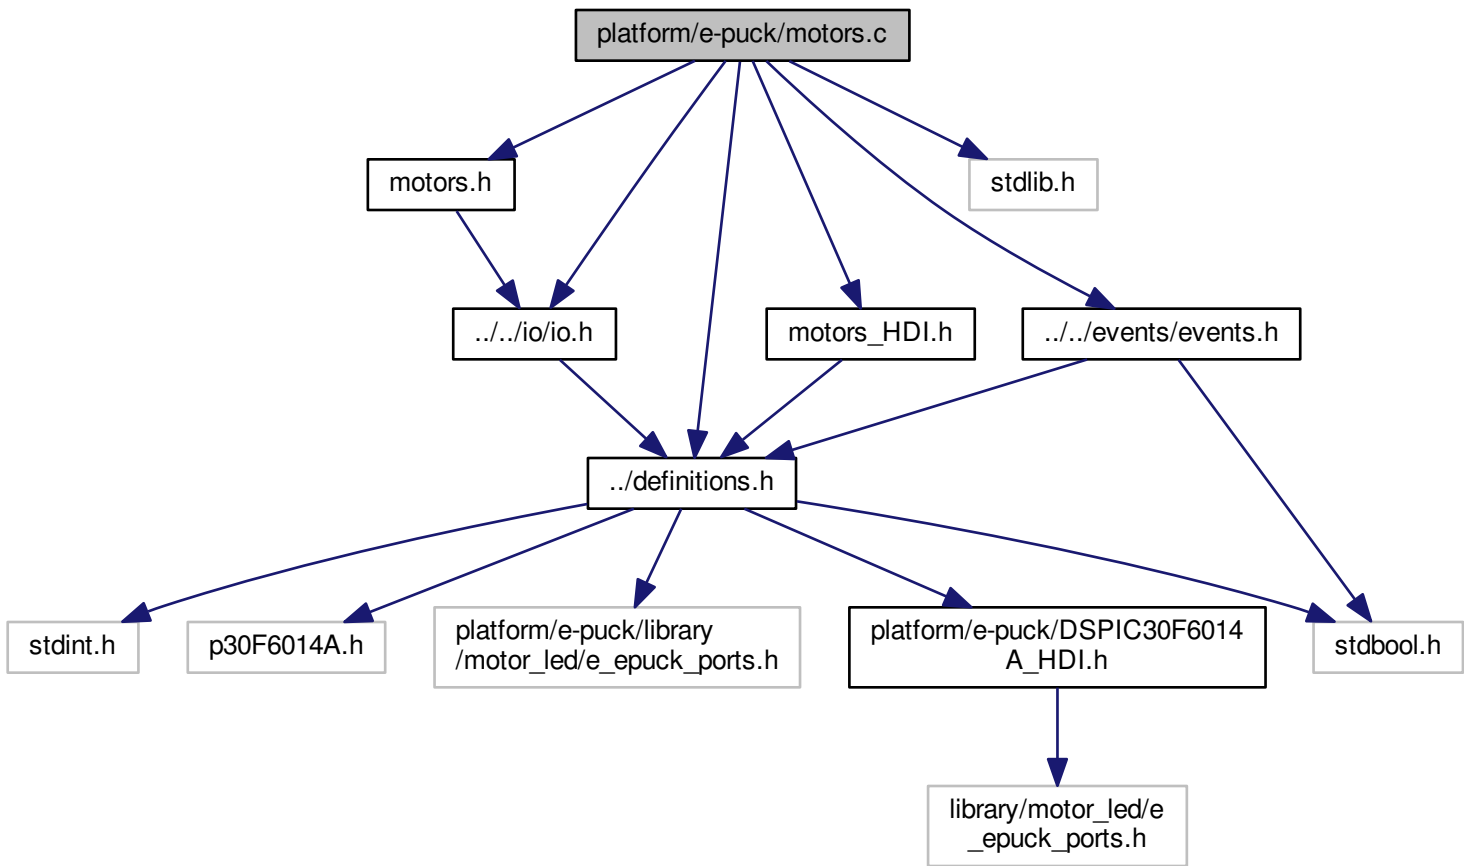 platform/e-puck/motors.c
motors.h
stdlib.h
../../io/io.h
motors_HDI.h
../../events/events.h
../definitions.h
stdint.h
p30F6014A.h
platform/e-puck/library
/motor_led/e_epuck_ports.h
platform/e-puck/DSPIC30F6014
A_HDI.h
stdbool.h
library/motor_led/e
_epuck_ports.h